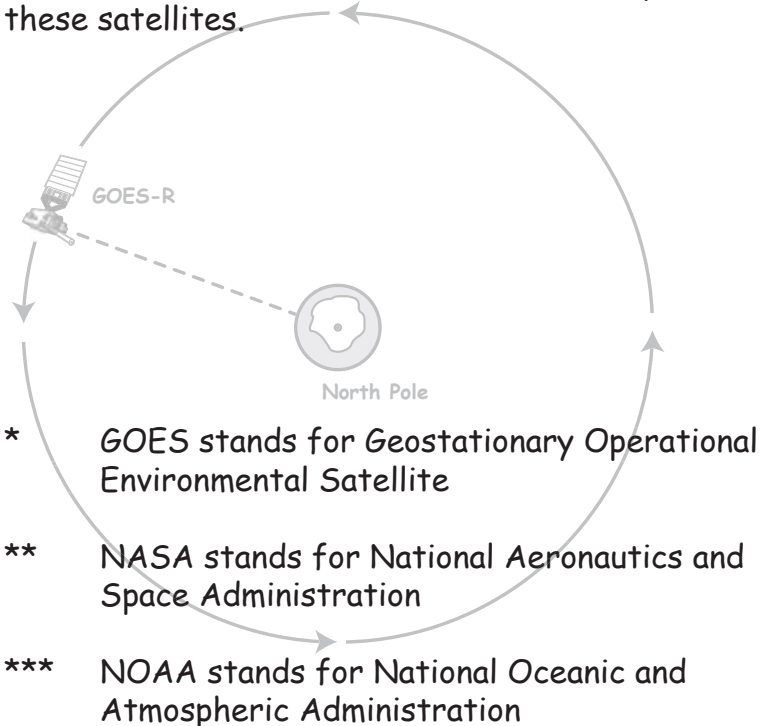 these satellites.
GOES-R
North Pole
* GOES stands for Geostationary Operational
Environmental Satellite
** NASA stands for National Aeronautics and
Space Administration
*** NOAA stands for National Oceanic and
Atmospheric Administration